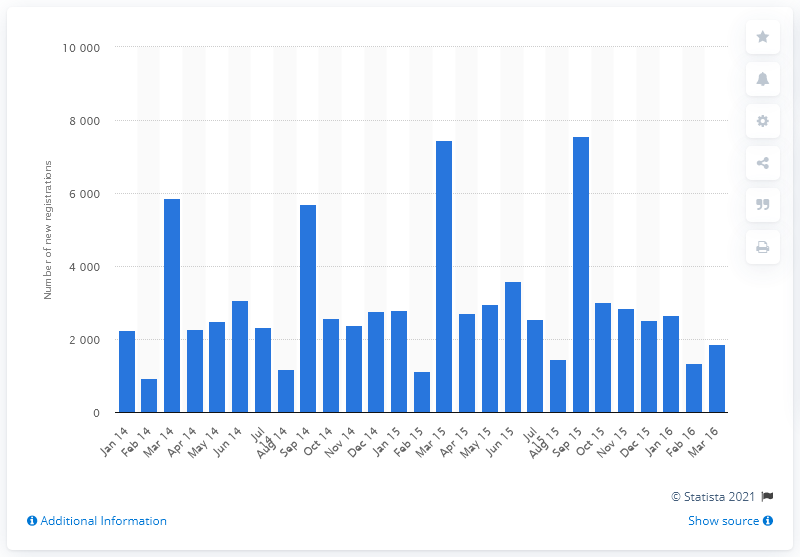 10 000
8 000
6 000
4 000
2 000
0
Number of new registrations
Jan 14
Feb 14
Mar 14
Apr 14
May 14
Jun 14
Jul 14
Aug 14
Sep 14
Oct 14
Nov 14
Dec 14
Jan 15
Feb 15
Mar 15
Apr 15
May 15
Jun 15
Jul 15
Aug 15
Sep 15
Oct 15
Nov 15
Dec 15
Jan 16
Feb 16
Mar 16
© Statista 2021
Additional Information
Show source